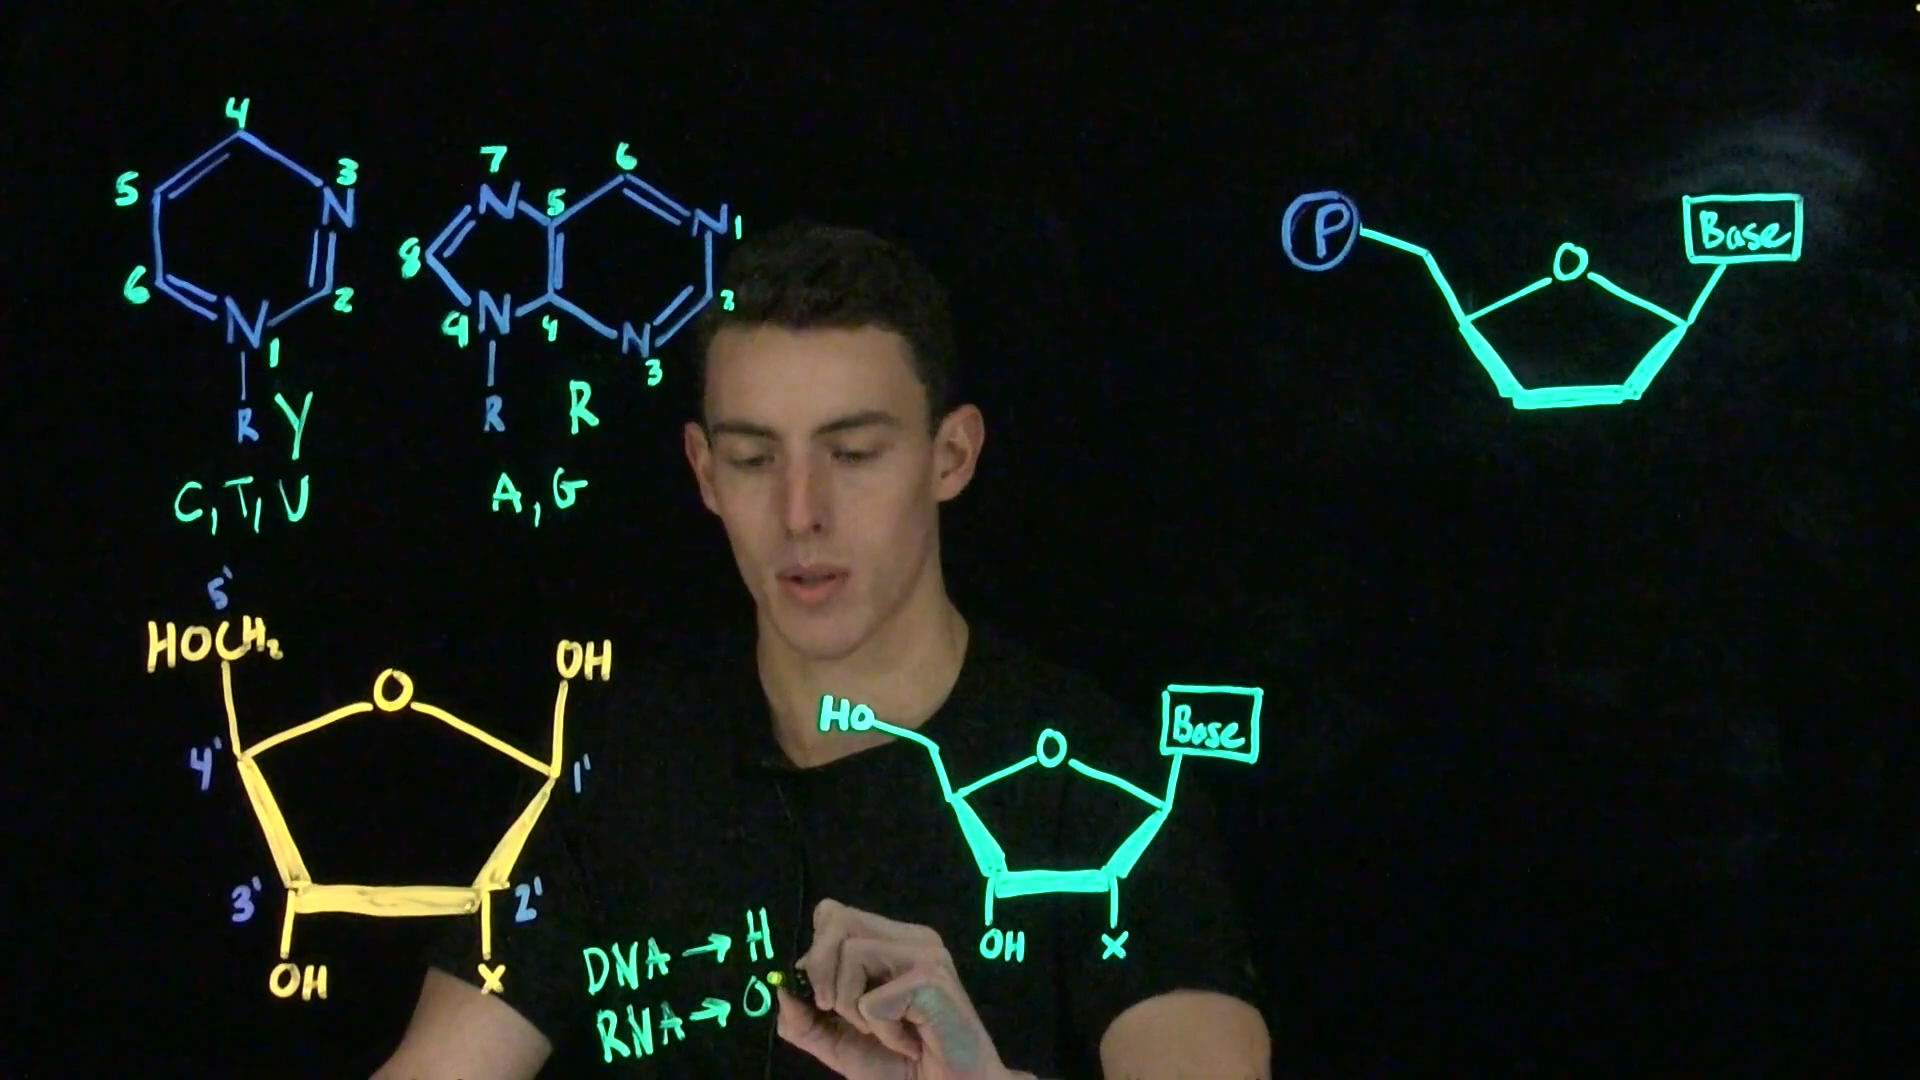 4
5
3
N
6
N
2
1
R
Y
C, T, U
7
N
5
6
N
1
8
9
N
4
N
2
3
R
R
A, G
P
O
Base
5'
HOCH₂
O
OH
4'
1'
3'
2'
OH
X
HO
O
Base
OH
X
DNA → H
RNA → O